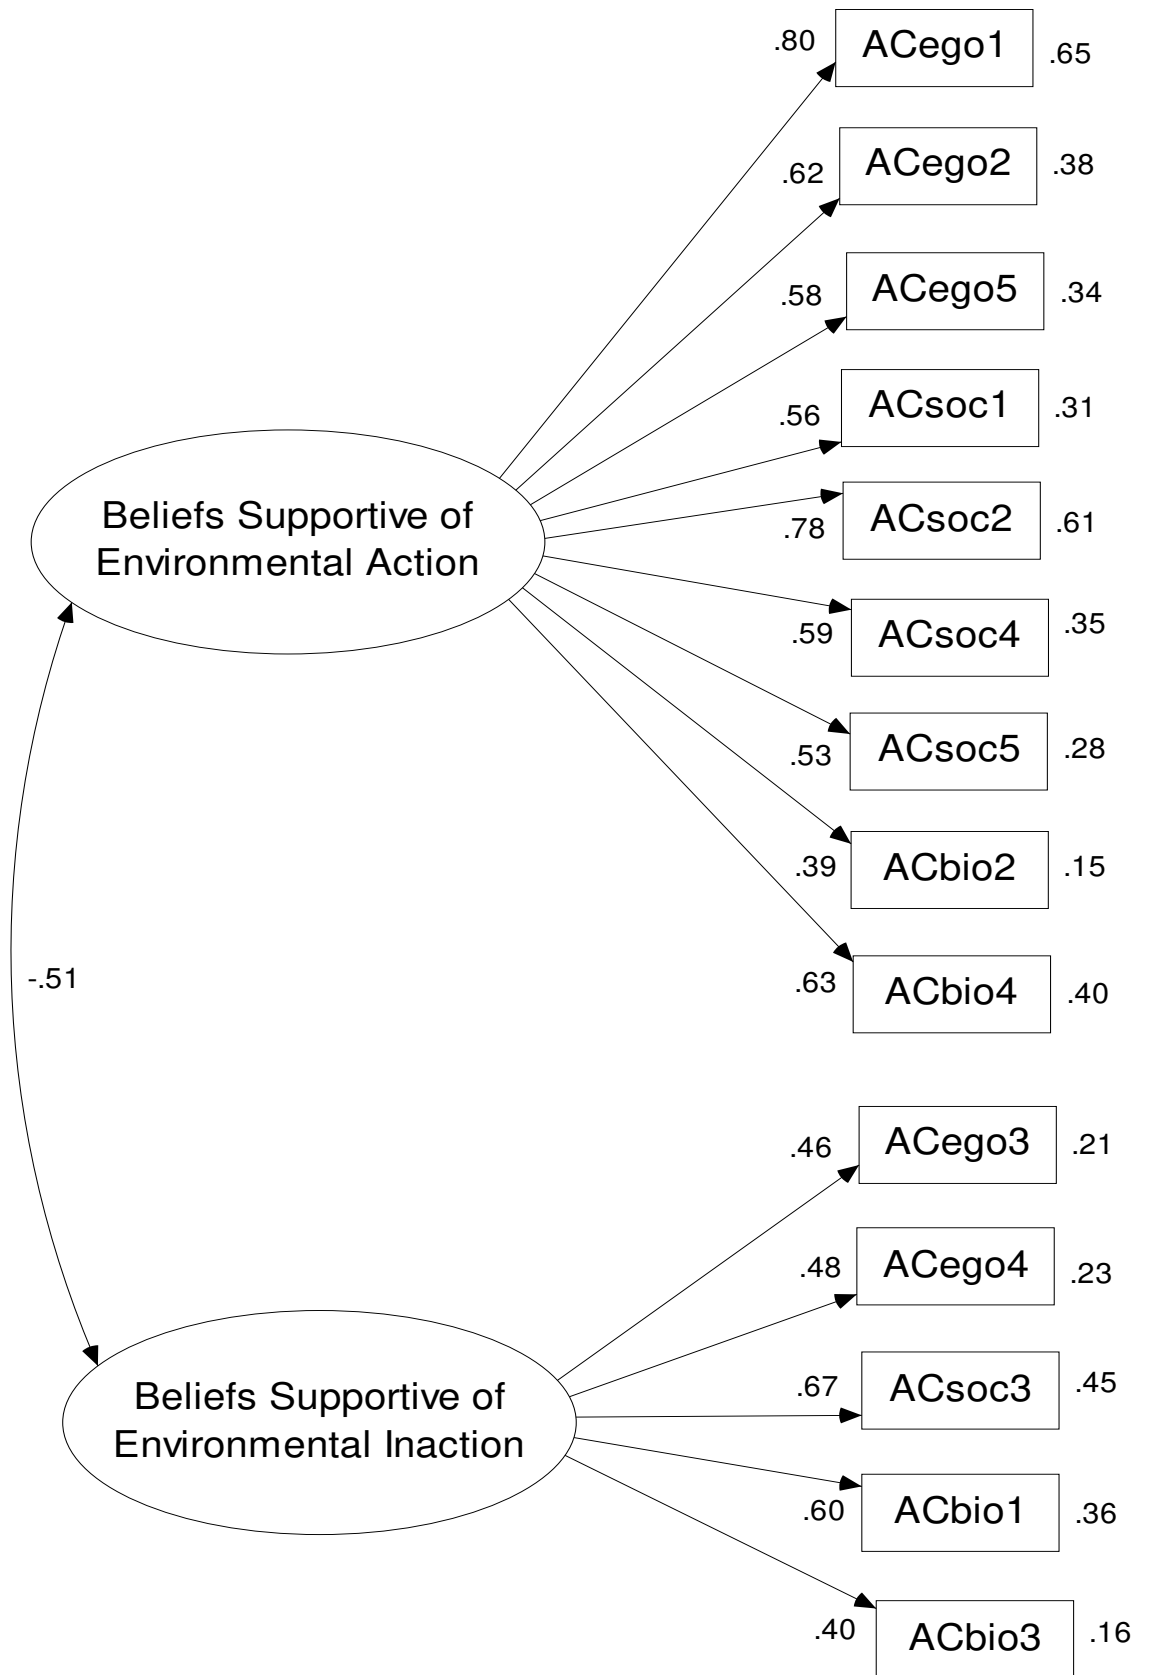 .80 ACego1 .65
.62 ACego2 .38
.58 ACego5 .34
.56 ACsoc1 .31
Beliefs Supportive of
Environmental Action
.78 ACsoc2 .61
.59 ACsoc4 .35
.53 ACsoc5 .28
.39 ACbio2 .15
-.51
.63 ACbio4 .40
.46 ACego3 .21
.48 ACego4 .23
Beliefs Supportive of
Environmental Inaction
.67 ACsoc3 .45
.60 ACbio1 .36
.40 ACbio3 .16